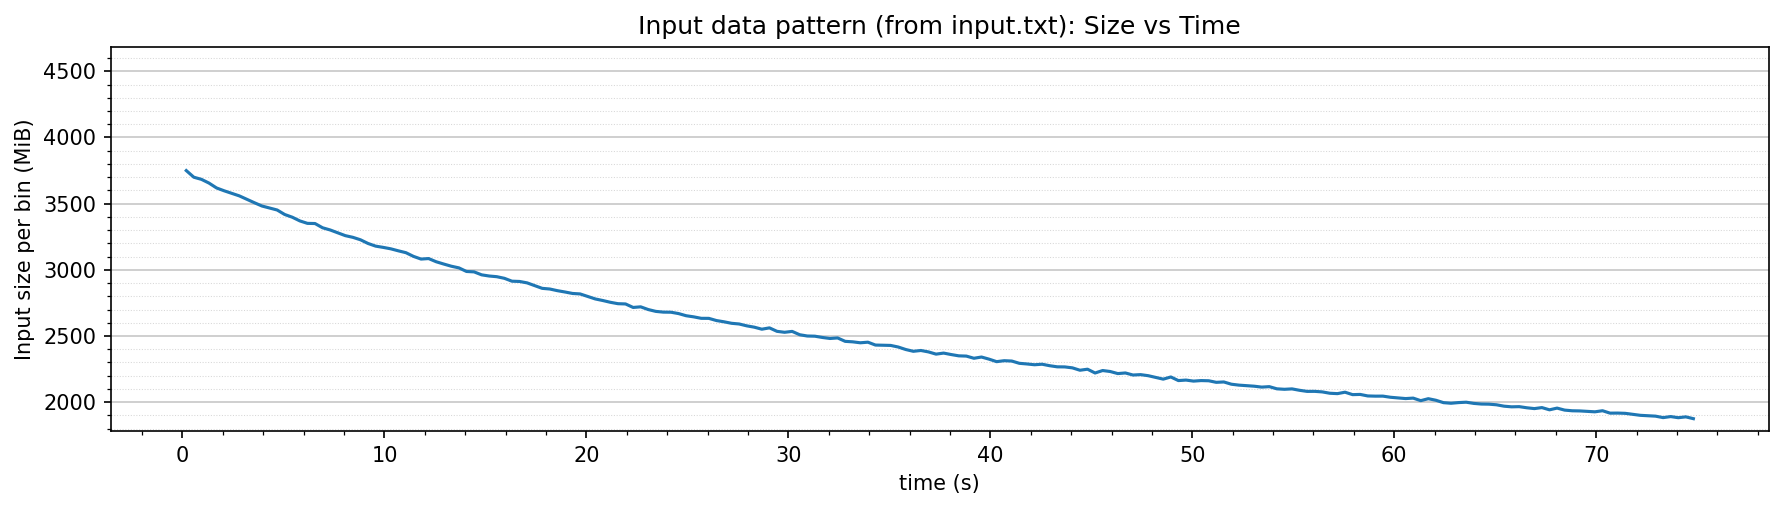 Input data pattern (from input.txt): Size vs Time
Input size per bin (MiB)
4500
4000
3500
3000
2500
2000
0 10 20 30 40 50 60 70
time (s)